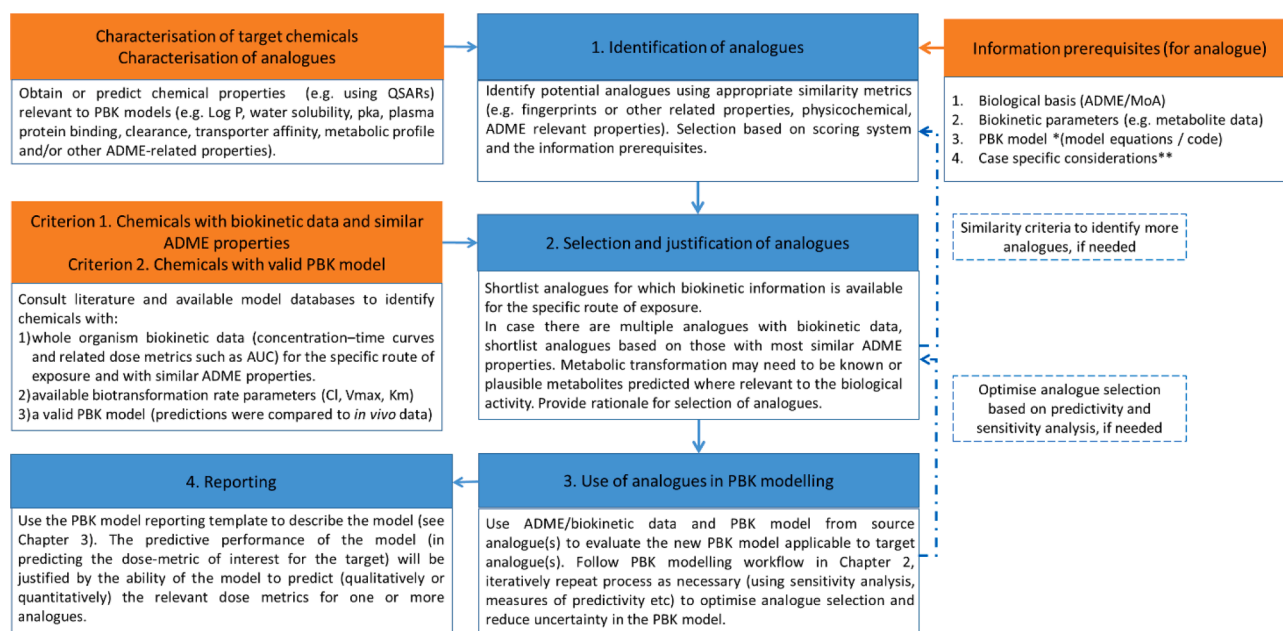 Characterisation of target chemicals
Characterisation of analogues
Obtain or predict chemical properties (e.g. using QSARs)
relevant to PBK models (e.g. Log P, water solubility, pka, plasma
protein binding, clearance, transporter affinity, metabolic profile
and/or other ADME-related properties).
1. Identification of analogues
Identify potential analogues using appropriate similarity metrics
(e.g. fingerprints or other related properties, physicochemical,
ADME relevant properties). Selection based on scoring system
and the information prerequisites.
Information prerequisites (for analogue)
1. Biological basis (ADME/MoA)
2. Biokinetic parameters (e.g. metabolite data)
3. PBK model *(model equations / code)
4. Case specific considerations**
Criterion 1. Chemicals with biokinetic data and similar
ADME properties
Criterion 2. Chemicals with valid PBK model
Consult literature and available model databases to identify
chemicals with:
1)whole organism biokinetic data (concentration–time curves
and related dose metrics such as AUC) for the specific route of
exposure and with similar ADME properties.
2)available biotransformation rate parameters (Cl, Vmax, Km)
3)a valid PBK model (predictions were compared to in vivo data)
2. Selection and justification of analogues
Shortlist analogues for which biokinetic information is available
for the specific route of exposure.
In case there are multiple analogues with biokinetic data,
shortlist analogues based on those with most similar ADME
properties. Metabolic transformation may need to be known or
plausible metabolites predicted where relevant to the biological
activity. Provide rationale for selection of analogues.
Similarity criteria to identify more
analogues, if needed
Optimise analogue selection
based on predictivity and
sensitivity analysis, if needed
4. Reporting
Use the PBK model reporting template to describe the model (see
Chapter 3). The predictive performance of the model (in
predicting the dose-metric of interest for the target) will be
justified by the ability of the model to predict (qualitatively or
quantitatively) the relevant dose metrics for one or more
analogues.
3. Use of analogues in PBK modelling
Use ADME/biokinetic data and PBK model from source
analogue(s) to evaluate the new PBK model applicable to target
analogue(s). Follow PBK modelling workflow in Chapter 2,
iteratively repeat process as necessary (using sensitivity analysis,
measures of predictivity etc) to optimise analogue selection and
reduce uncertainty in the PBK model.